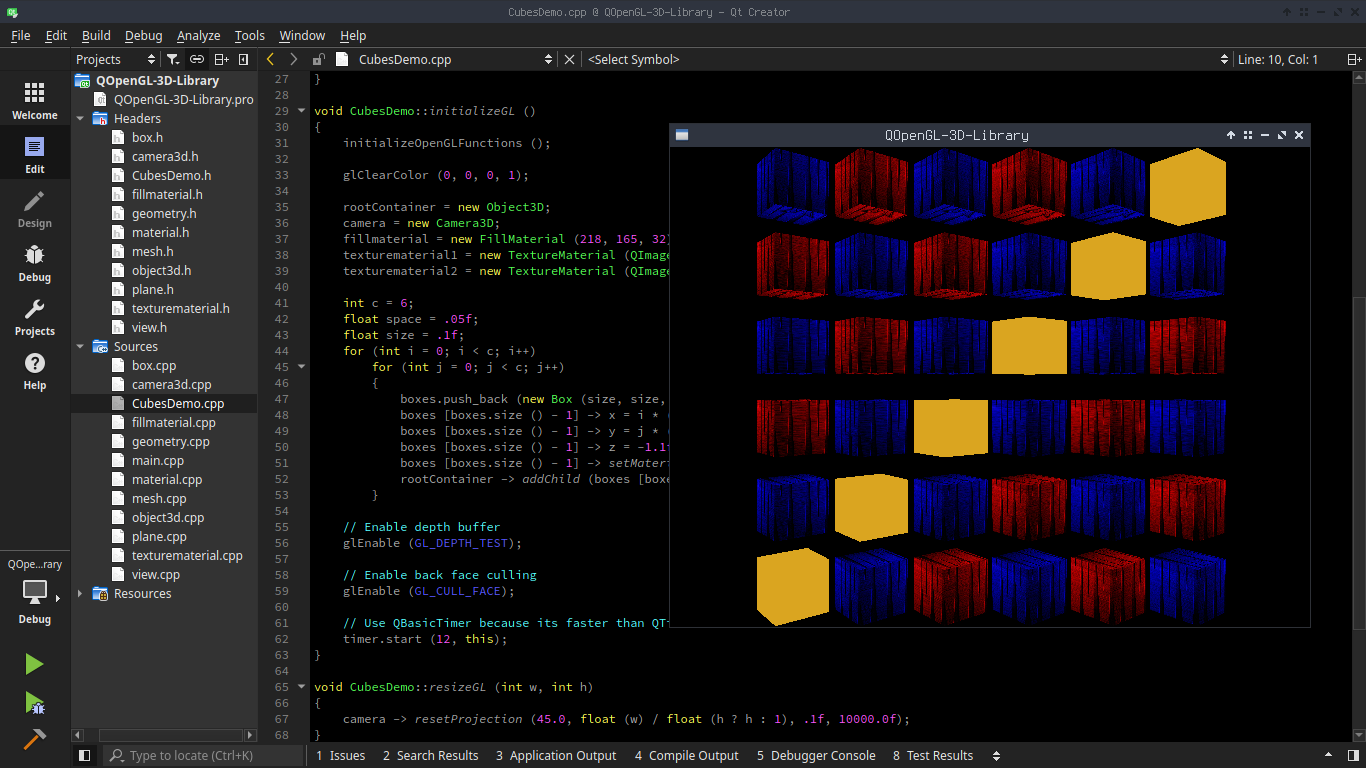 CubesDemo.cpp @ QOpenGL-3D-Library - Qt Creator
File Edit Build Debug Analyze Tools Window Help
Projects CubesDemo.cpp <Select Symbol> Line: 10, Col: 1
Welcome
Edit
Design
Debug
Projects
Help
QOpe...rary
Debug
QOpenGL-3D-Library
QOpenGL-3D-Library.pro
Headers
box.h
camera3d.h
CubesDemo.h
fillmaterial.h
geometry.h
material.h
mesh.h
object3d.h
plane.h
texturematerial.h
view.h
Sources
box.cpp
camera3d.cpp
CubesDemo.cpp
fillmaterial.cpp
geometry.cpp
main.cpp
material.cpp
mesh.cpp
object3d.cpp
plane.cpp
texturematerial.cpp
view.cpp
Resources
27 }
28
29 void CubesDemo::initializeGL ()
30 {
31 initializeOpenGLFunctions ();
32
33 glClearColor (0, 0, 0, 1);
34
35 rootContainer = new Object3D;
36 camera = new Camera3D;
37 fillmaterial = new FillMaterial (218, 165, 32)
38 texturematerial1 = new TextureMaterial (QImage
39 texturematerial2 = new TextureMaterial (QImage
40
41 int c = 6;
42 float space = .05f;
43 float size = .1f;
44 for (int i = 0; i < c; i++)
45 for (int j = 0; j < c; j++)
46 {
47 boxes.push_back (new Box (size, size,
48 boxes [boxes.size () - 1] -> x = i * (
49 boxes [boxes.size () - 1] -> y = j * (
50 boxes [boxes.size () - 1] -> z = -1.1
51 boxes [boxes.size () - 1] -> setMateri
52 rootContainer -> addChild (boxes [boxe
53 }
54
55 // Enable depth buffer
56 glEnable (GL_DEPTH_TEST);
57
58 // Enable back face culling
59 glEnable (GL_CULL_FACE);
60
61 // Use QBasicTimer because its faster than QT
62 timer.start (12, this);
63 }
64
65 void CubesDemo::resizeGL (int w, int h)
66 {
67 camera -> resetProjection (45.0, float (w) / float (h ? h : 1), .1f, 10000.0f);
68 }
QOpenGL-3D-Library
Type to locate (Ctrl+K) 1 Issues 2 Search Results 3 Application Output 4 Compile Output 5 Debugger Console 8 Test Results